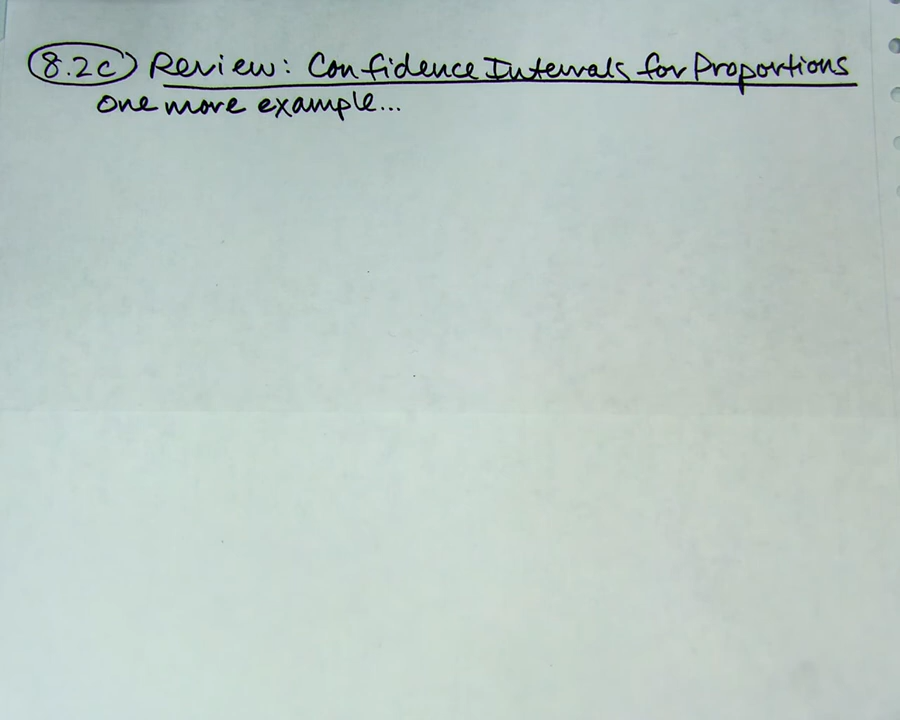 8.2c) Review: Confidence Intervals for Proportions
One more example...